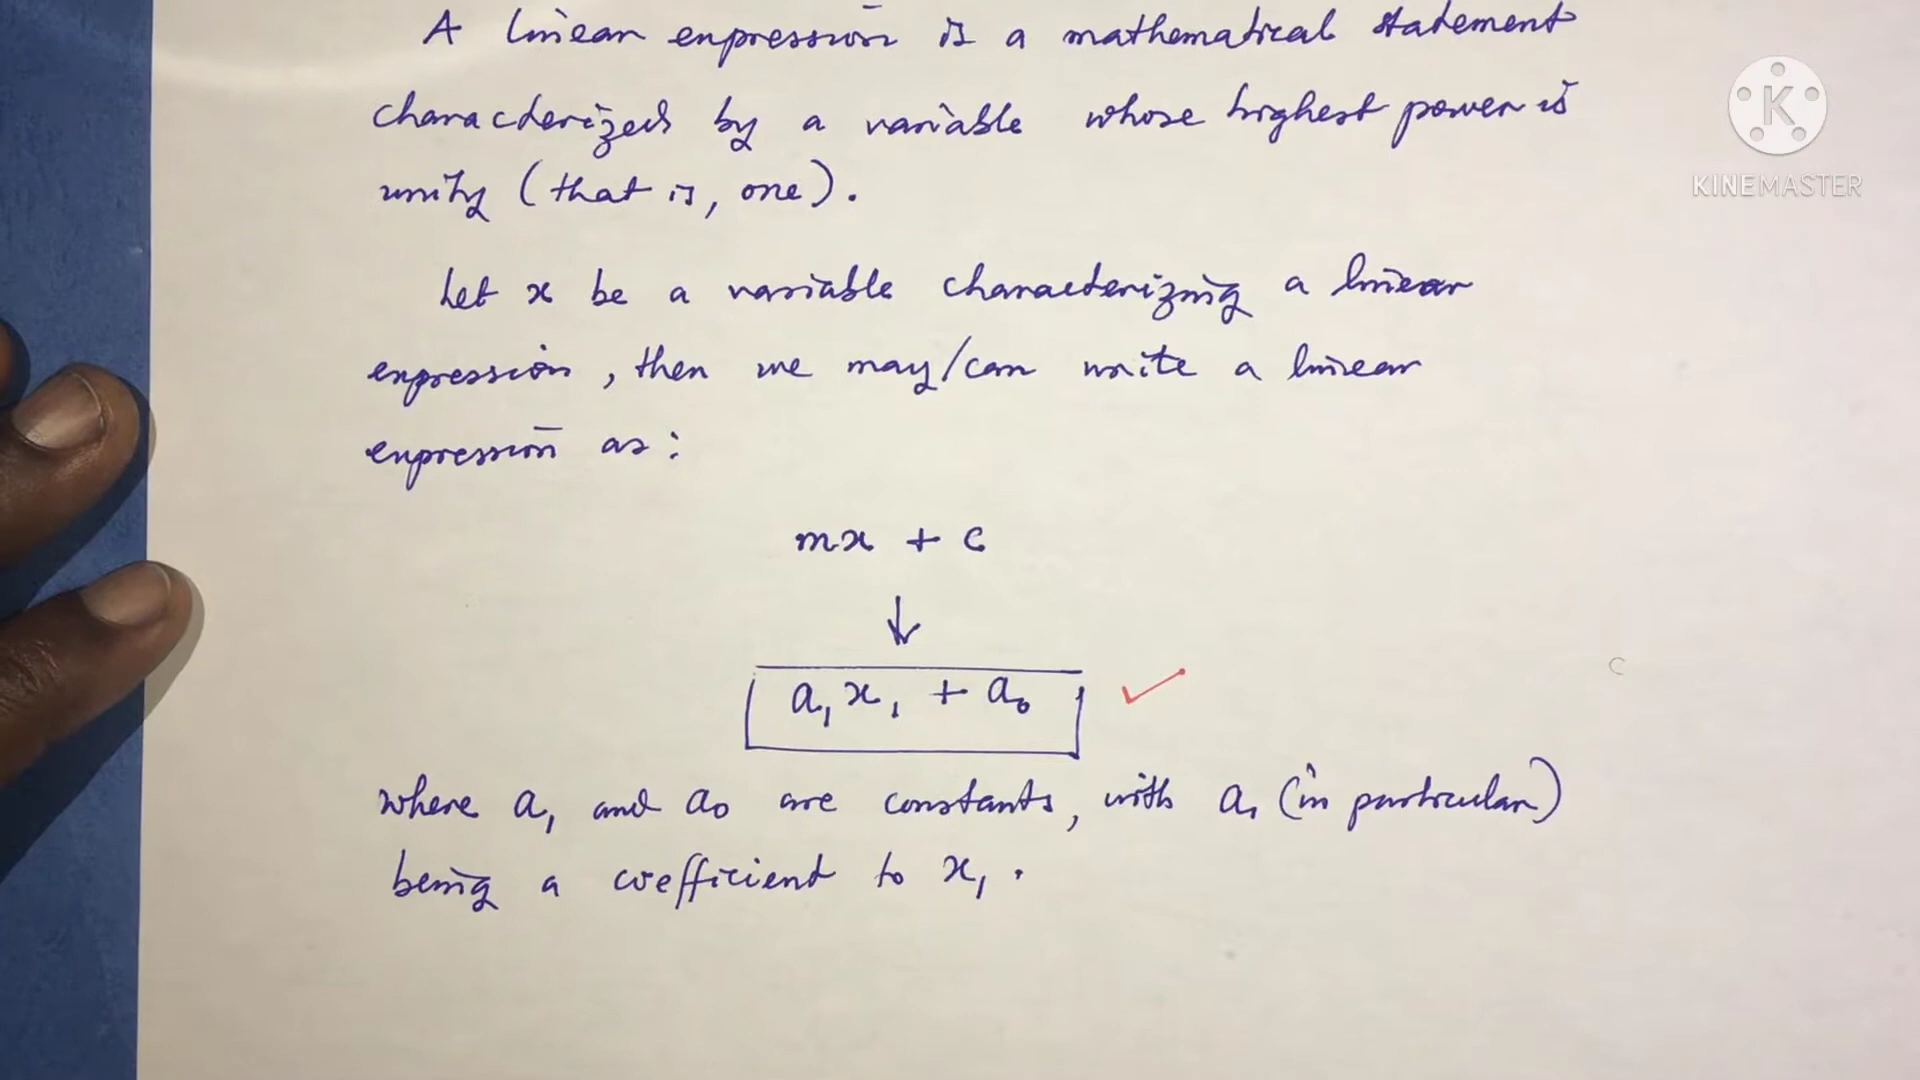 A linear expression is a mathematical statement
characterized by a variable whose highest power is
unity (that is, one).
Let x be a variable characterizing a linear
expression, then we may/can write a linear
expression as:
mx + c
↓
a₁x₁ + a₀ ✓
where a₁ and a₀ are constants, with a₁ (in particular)
being a coefficient to x₁.
K
KINEMASTER